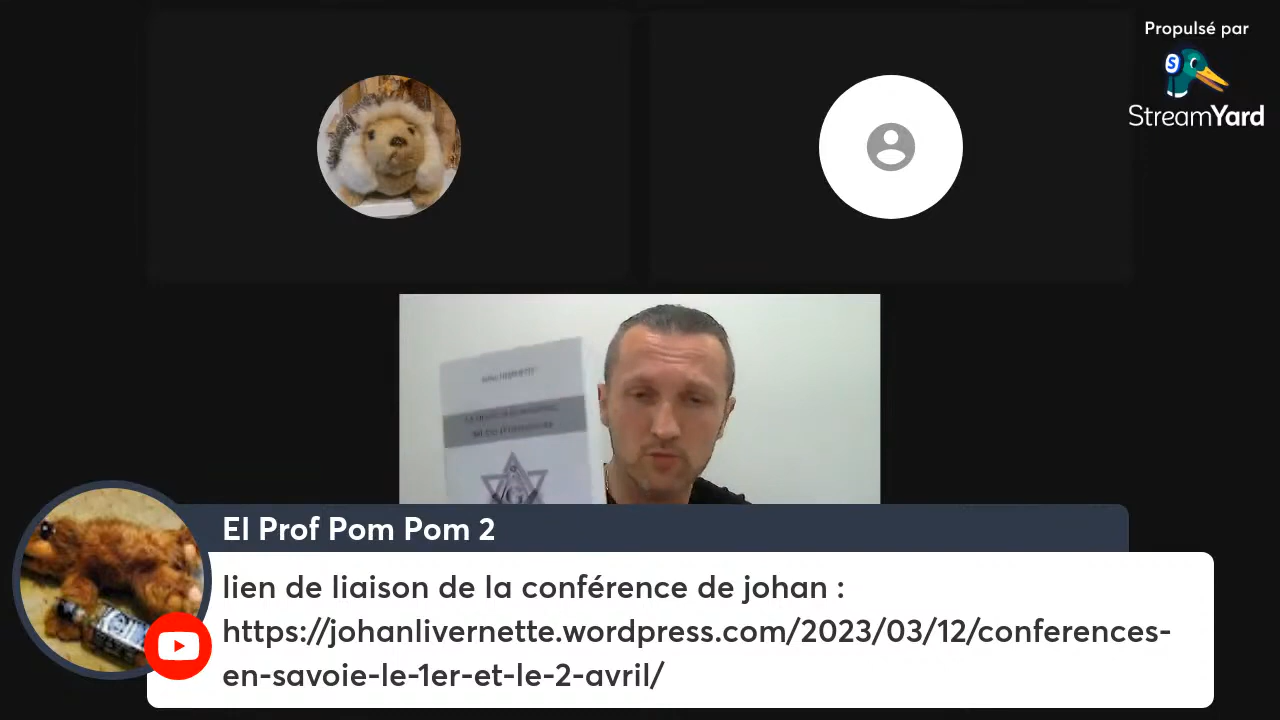 Propulsé par
StreamYard
El Prof Pom Pom 2
lien de liaison de la conférence de johan :
https://johanlivernette.wordpress.com/2023/03/12/conferences-
en-savoie-le-1er-et-le-2-avril/